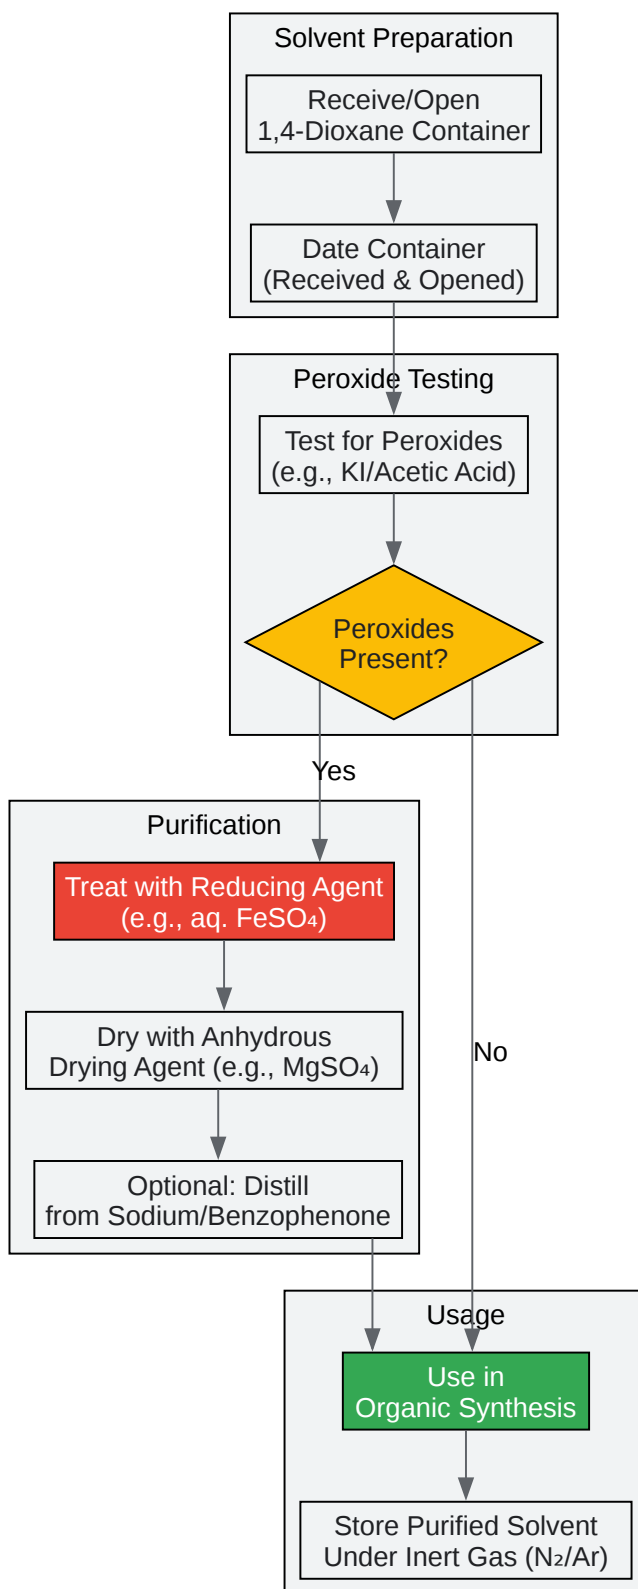 Solvent Preparation
Receive/Open
1,4-Dioxane Container
Date Container
(Received & Opened)
Peroxide Testing
Test for Peroxides
(e.g., KI/Acetic Acid)
Peroxides
Present?
Yes
Purification
Treat with Reducing Agent
(e.g., aq. FeSO₄)
Dry with Anhydrous
Drying Agent (e.g., MgSO₄)
No
Optional: Distill
from Sodium/Benzophenone
Usage
Use in
Organic Synthesis
Store Purified Solvent
Under Inert Gas (N₂/Ar)